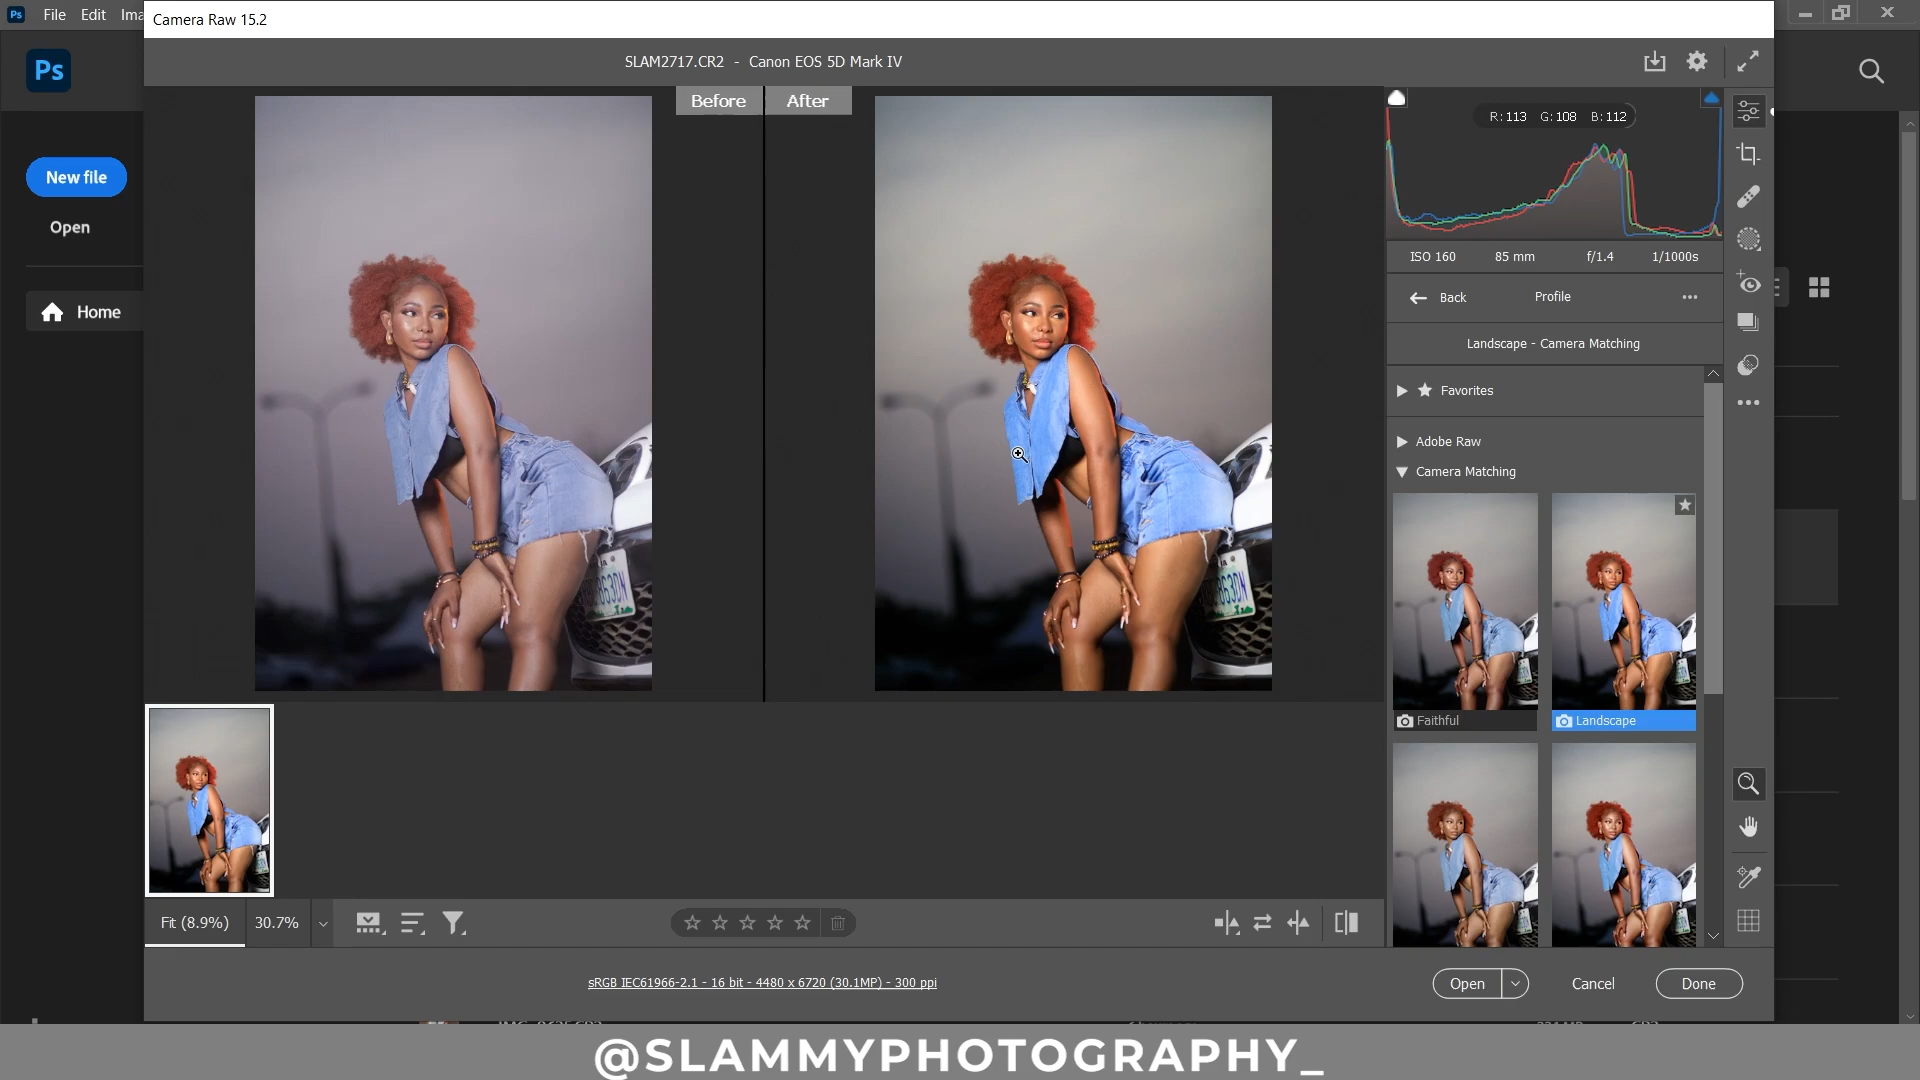 Ps File Edit Ima
Camera Raw 15.2
Ps
SLAM2717.CR2 - Canon EOS 5D Mark IV
Before After
R: 113 G: 108 B: 112
New file
Open
Home
ISO 160 85 mm f/1.4 1/1000s
Back Profile
Landscape - Camera Matching
Favorites
Adobe Raw
Camera Matching
Faithful Landscape
Fit (8.9%) 30.7%
sRGB IEC61966-2.1 - 16 bit - 4480 x 6720 (30.1MP) - 300 ppi
Open Cancel Done
@SLAMMYPHOTOGRAPHY_